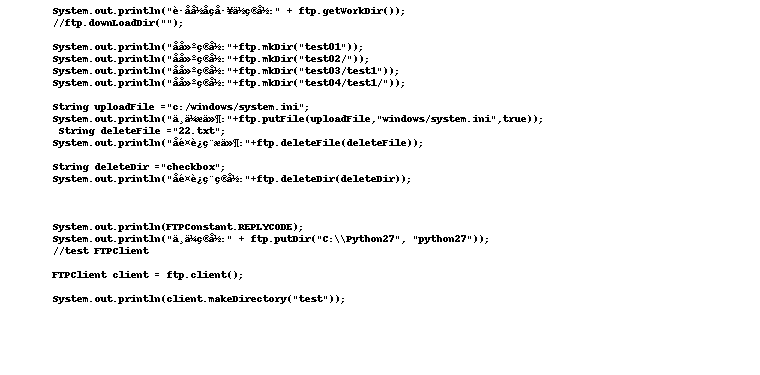 System.out.println("è·åå½åçå·¥ä½ç®å½:" + ftp.getWorkDir());
//ftp.downLoadDir("");
System.out.println("åå»ºç®å½:"+ftp.mkDir("test01"));
System.out.println("åå»ºç®å½:"+ftp.mkDir("test02/"));
System.out.println("åå»ºç®å½:"+ftp.mkDir("test03/test1"));
System.out.println("åå»ºç®å½:"+ftp.mkDir("test04/test1/"));
String uploadFile ="c:/windows/system.ini";
System.out.println("ä¸ä¼æä»¶:"+ftp.putFile(uploadFile,"windows/system.ini",true));
String deleteFile ="22.txt";
System.out.println("åé¤è¿ç¨æä»¶:"+ftp.deleteFile(deleteFile));
String deleteDir ="checkbox";
System.out.println("åé¤è¿ç¨ç®å½:"+ftp.deleteDir(deleteDir));
System.out.println(FTPConstant.REPLYCODE);
System.out.println("ä¸ä¼ç®å½:" + ftp.putDir("C:\\Python27", "python27"));
//test FTPClient
FTPClient client = ftp.client();
System.out.println(client.makeDirectory("test"));